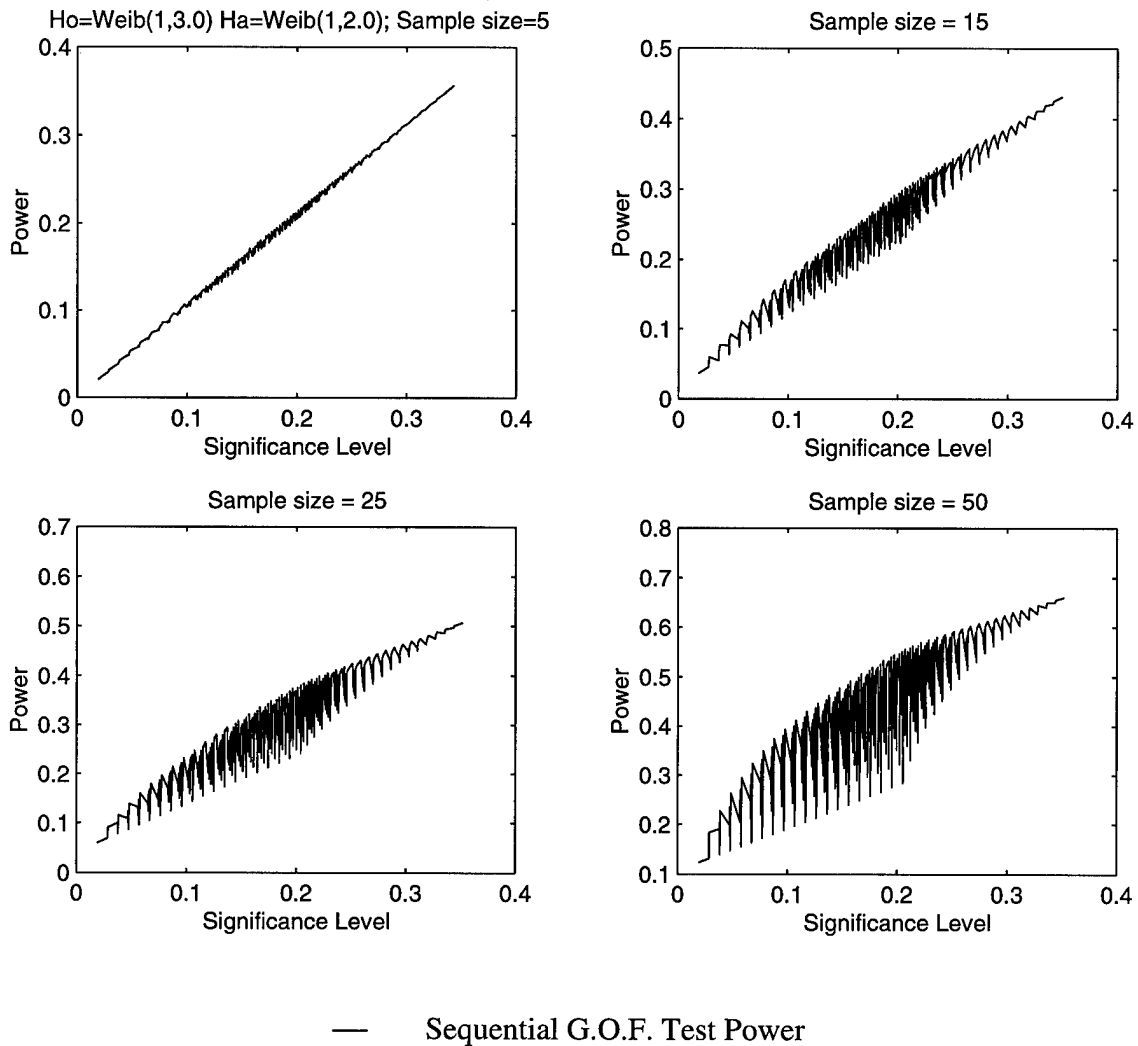 Ho=Weib(1,3.0) Ha=Weib(1,2.0); Sample size=5
0.4
0.3
0.2
0.1
0
Power
0 0.1 0.2 0.3 0.4
Significance Level
Sample size = 15
0.5
0.4
0.3
0.2
0.1
0
Power
0 0.1 0.2 0.3 0.4
Significance Level
Sample size = 25
0.7
0.6
0.5
0.4
0.3
0.2
0.1
0
Power
0 0.1 0.2 0.3 0.4
Significance Level
Sample size = 50
0.8
0.7
0.6
0.5
0.4
0.3
0.2
0.1
Power
0 0.1 0.2 0.3 0.4
Significance Level
— Sequential G.O.F. Test Power